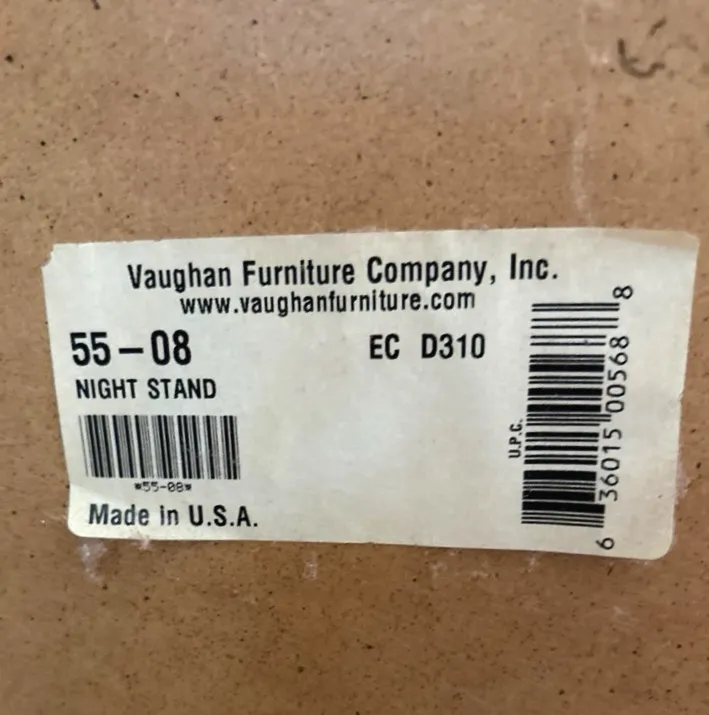 Vaughan Furniture Company, Inc.
www.vaughanfurniture.com
55-08
EC D310
NIGHT STAND
*55-08*
Made in U.S.A.
U.P.C.
6 36015 00568 8